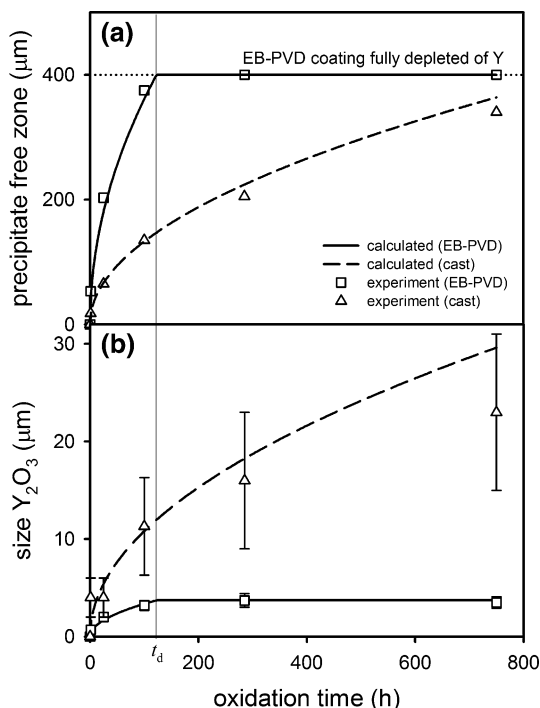 (a)
EB-PVD coating fully depleted of Y
precipitate free zone (µm)
400
200
0
calculated (EB-PVD)
calculated (cast)
experiment (EB-PVD)
experiment (cast)
(b)
size Y₂O₃ (µm)
30
20
10
0
0 t_d 200 400 600 800
oxidation time (h)